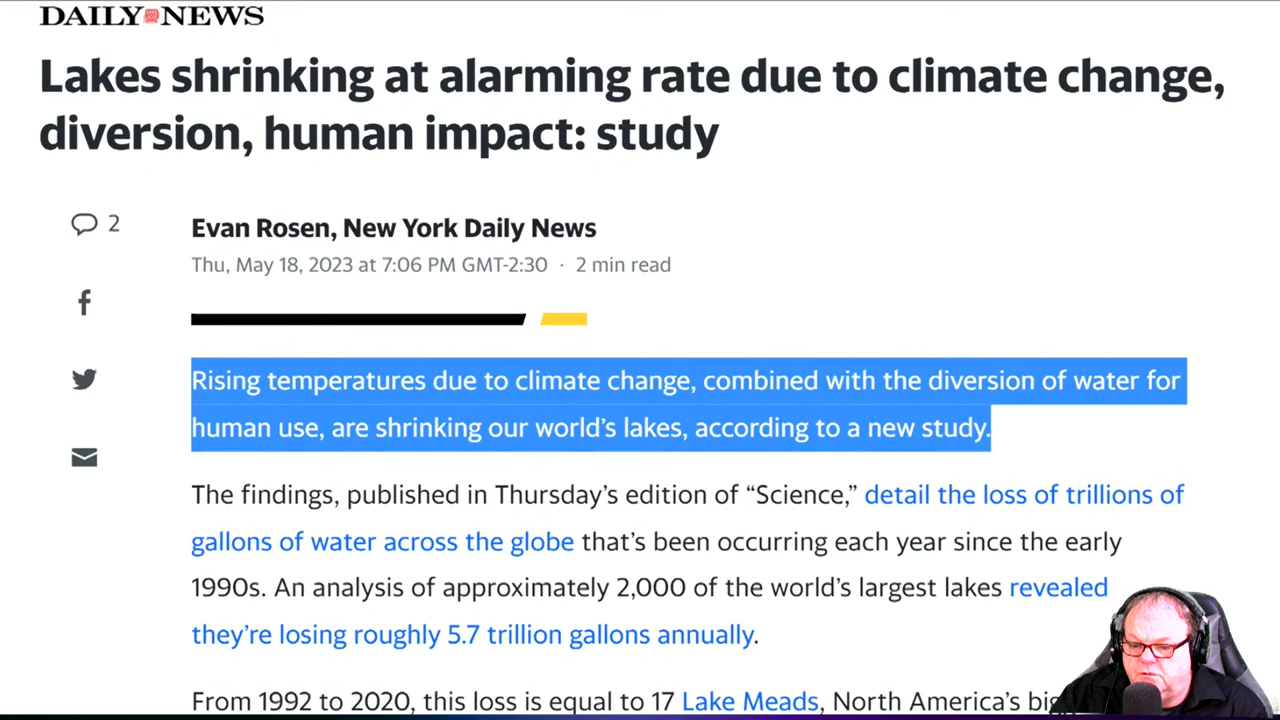 DAILY NEWS
Lakes shrinking at alarming rate due to climate change,
diversion, human impact: study
2
Evan Rosen, New York Daily News
Thu, May 18, 2023 at 7:06 PM GMT-2:30 · 2 min read
Rising temperatures due to climate change, combined with the diversion of water for
human use, are shrinking our world’s lakes, according to a new study.
The findings, published in Thursday’s edition of “Science,” detail the loss of trillions of
gallons of water across the globe that’s been occurring each year since the early
1990s. An analysis of approximately 2,000 of the world’s largest lakes revealed
they’re losing roughly 5.7 trillion gallons annually.
From 1992 to 2020, this loss is equal to 17 Lake Meads, North America’s